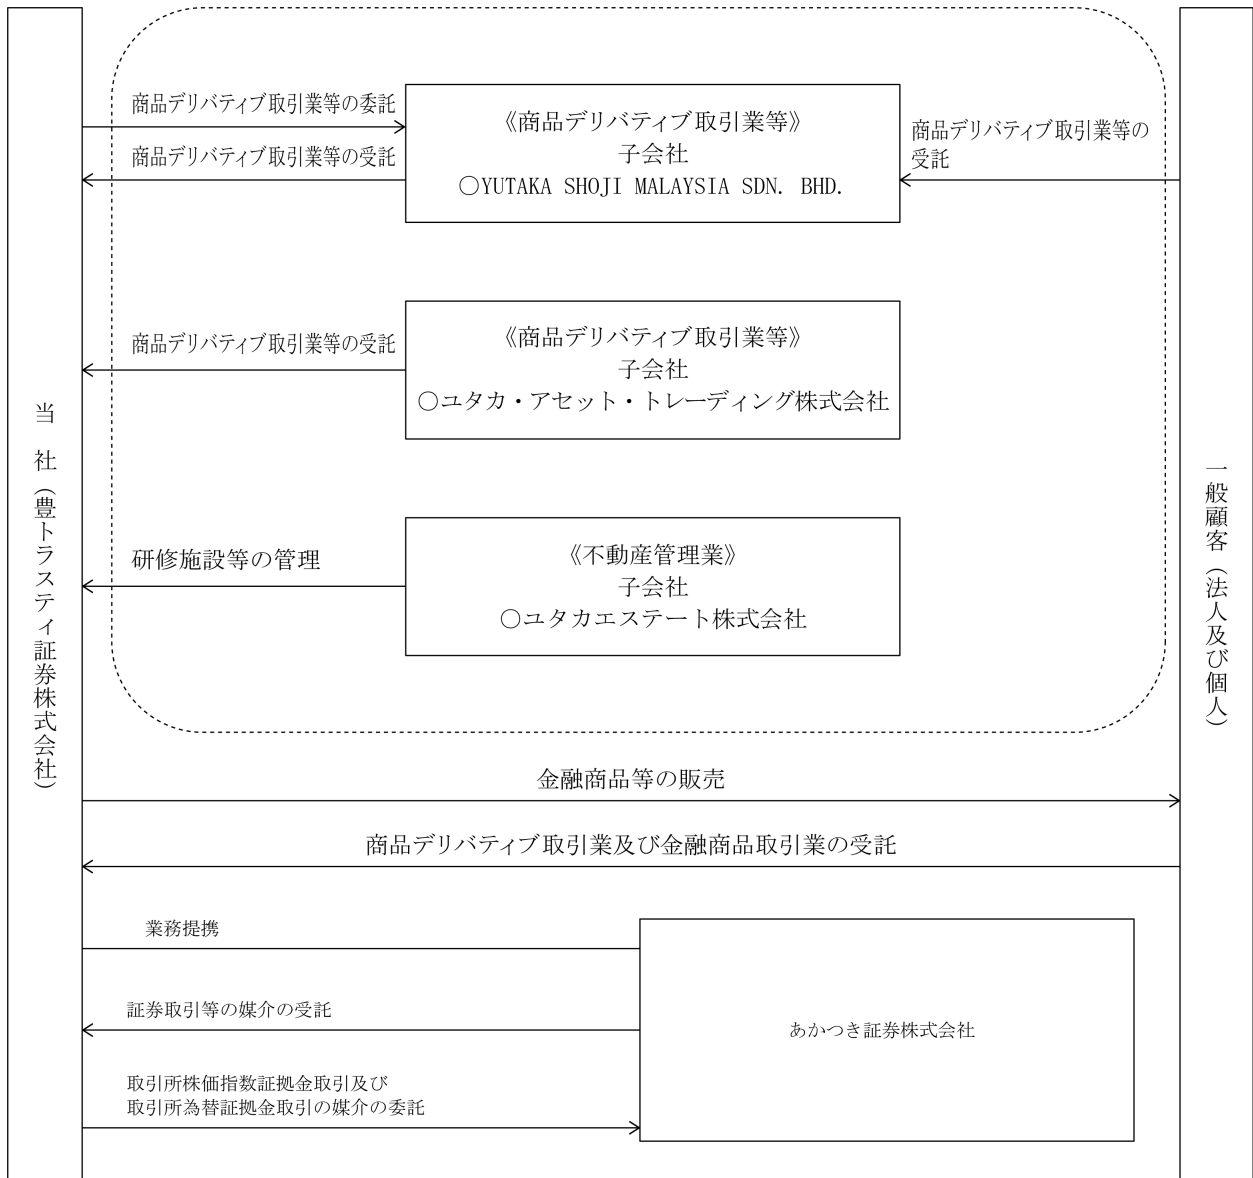 商品デリバティブ取引業等の委託
商品デリバティブ取引業等の受託
《商品デリバティブ取引業等》
子会社
○YUTAKA SHOJI MALAYSIA SDN. BHD.
商品デリバティブ取引業等の
受託
商品デリバティブ取引業等の受託
《商品デリバティブ取引業等》
子会社
○ユタカ・アセット・トレーディング株式会社
当　社（豊トラスティ証券株式会社）
一般顧客（法人及び個人）
研修施設等の管理
《不動産管理業》
子会社
○ユタカエステート株式会社
金融商品等の販売
商品デリバティブ取引業及び金融商品取引業の受託
業務提携
証券取引等の媒介の受託
取引所株価指数証拠金取引及び
取引所為替証拠金取引の媒介の委託
あかつき証券株式会社